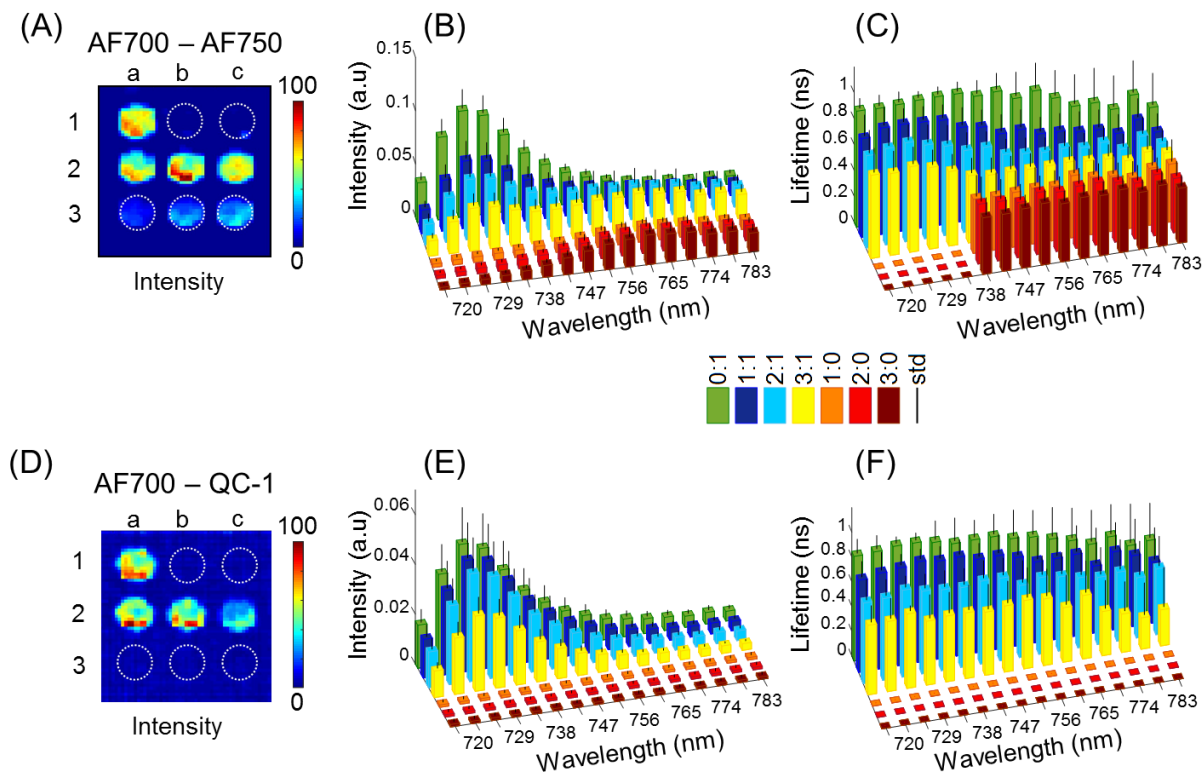 (A)
AF700 – AF750
a b c
1
2
3
100
0
Intensity
(B)
Intensity (a.u)
0.15
0.1
0.05
0
720 729 738 747 756 765 774 783
Wavelength (nm)
(C)
Lifetime (ns)
1
0.8
0.6
0.4
0.2
0
720 729 738 747 756 765 774 783
Wavelength (nm)
0:1 1:1 2:1 3:1 1:0 2:0 3:0 std
(D)
AF700 – QC-1
a b c
1
2
3
100
0
Intensity
(E)
Intensity (a.u)
0.06
0.04
0.02
0
720 729 738 747 756 765 774 783
Wavelength (nm)
(F)
Lifetime (ns)
1
0.8
0.6
0.4
0.2
0
720 729 738 747 756 765 774 783
Wavelength (nm)